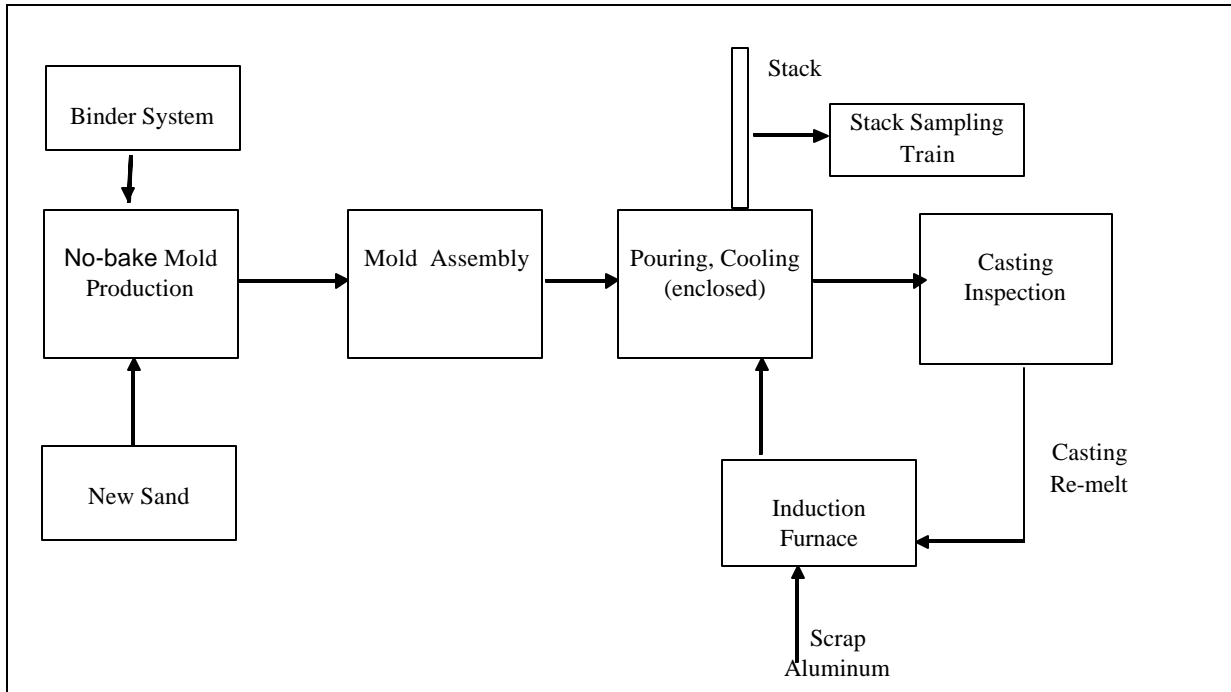 Stack
Binder System
Stack Sampling
Train
No-bake Mold
Production
Mold Assembly
Pouring, Cooling
(enclosed)
Casting
Inspection
New Sand
Induction
Furnace
Casting
Re-melt
Scrap
Aluminum